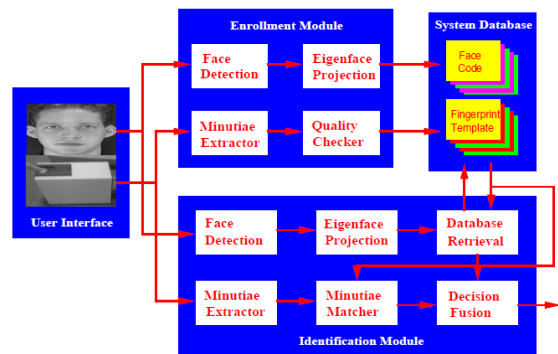 Enrollment Module
System Database
Face
Detection
Eigenface
Projection
Face
Code
Minutiae
Extractor
Quality
Checker
Fingerprint
Template
User Interface
Face
Detection
Eigenface
Projection
Database
Retrieval
Minutiae
Extractor
Minutiae
Matcher
Decision
Fusion
Identification Module